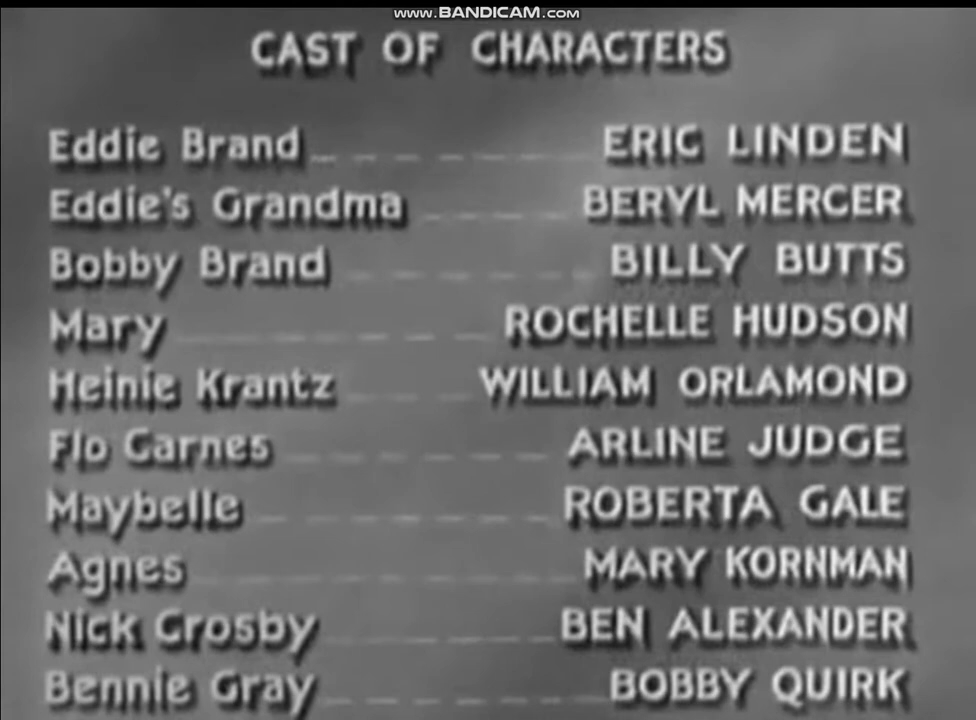 www.BANDICAM.com
CAST OF CHARACTERS
Eddie Brand ERIC LINDEN
Eddie's Grandma BERYL MERCER
Bobby Brand BILLY BUTTS
Mary ROCHELLE HUDSON
Heinie Krantz WILLIAM ORLAMOND
Flo Carnes ARLINE JUDGE
Maybelle ROBERTA GALE
Agnes MARY KORNMAN
Nick Crosby BEN ALEXANDER
Bennie Gray BOBBY QUIRK